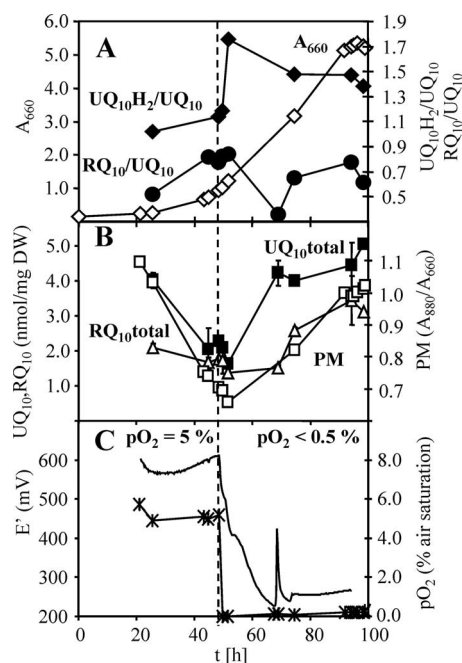 A
A660
6.0
5.0
4.0
3.0
2.0
1.0
A660
UQ10H2/UQ10
RQ10/UQ10
1.9
1.7
1.5
1.3
1.1
0.9
0.7
0.5
UQ10H2/UQ10
RQ10/UQ10
B
UQ10,RQ10 (nmol/mg DW)
5.0
4.0
3.0
2.0
1.0
UQ10total
RQ10total
PM
1.1
1.0
0.9
0.8
0.7
PM (A880/A660)
C
pO2 = 5 %
pO2 < 0.5 %
E' (mV)
600
500
400
300
200
8.0
6.0
4.0
2.0
0.0
pO2 (% air saturation)
0 20 40 60 80 100
t [h]